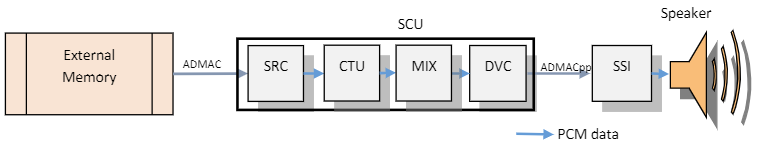 Speaker
SCU
External
Memory
ADMAC
SRC
CTU
MIX
DVC
ADMACpp
SSI
PCM data